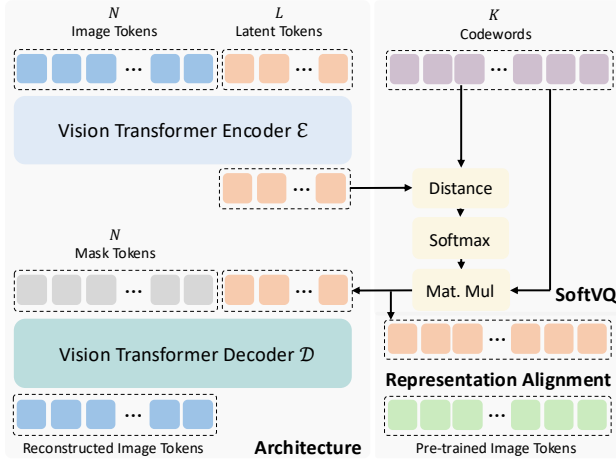 N
Image Tokens
L
Latent Tokens
K
Codewords
...
...
...
Vision Transformer Encoder ℰ
...
Distance
Softmax
Mat. Mul
SoftVQ
N
Mask Tokens
...
...
Vision Transformer Decoder 𝒟
...
Representation Alignment
...
Reconstructed Image Tokens
Architecture
...
Pre-trained Image Tokens